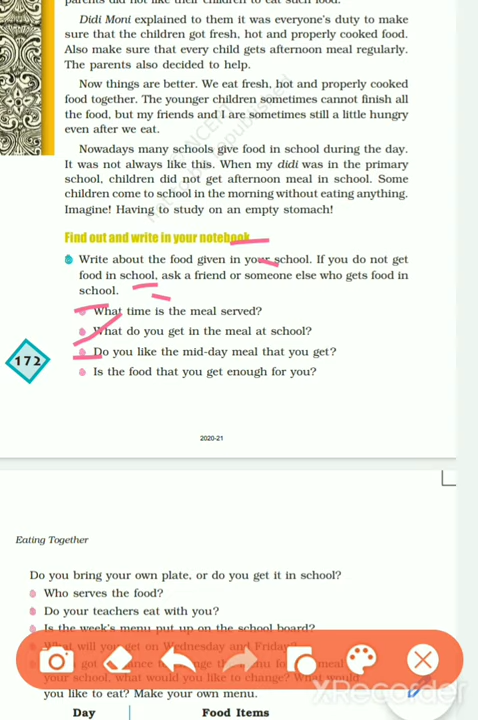 Didi Moni explained to them it was everyone's duty to make
sure that the children got fresh, hot and properly cooked food.
Also make sure that every child gets afternoon meal regularly.
The parents also decided to help.
Now things are better. We eat fresh, hot and properly cooked
food together. The younger children sometimes cannot finish all
the food, but my friends and I are sometimes still a little hungry
even after we eat.
Nowadays many schools give food in school during the day.
It was not always like this. When my didi was in the primary
school, children did not get afternoon meal in school. Some
children come to school in the morning without eating anything.
Imagine! Having to study on an empty stomach!
Find out and write in your notebook
Write about the food given in your school. If you do not get
food in school, ask a friend or someone else who gets food in
school.
What time is the meal served?
What do you get in the meal at school?
Do you like the mid-day meal that you get?
172
Is the food that you get enough for you?
2020-21
Eating Together
Do you bring your own plate, or do you get it in school?
Who serves the food?
Do your teachers eat with you?
Is the week's menu put up on the school board?
What will you get on Wednesday and Friday?
your school, what would you like to change? What would
you like to eat? Make your own menu.
XRecorder
Day Food Items